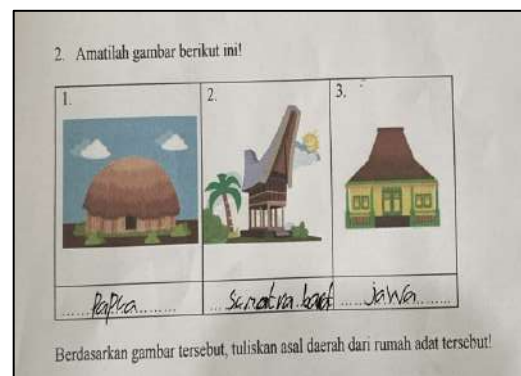 2. Amatilah gambar berikut ini!
1. 2. 3.
.....Papua......... ...Sumatra.barat .....Jawa........
Berdasarkan gambar tersebut, tuliskan asal daerah dari rumah adat tersebut!